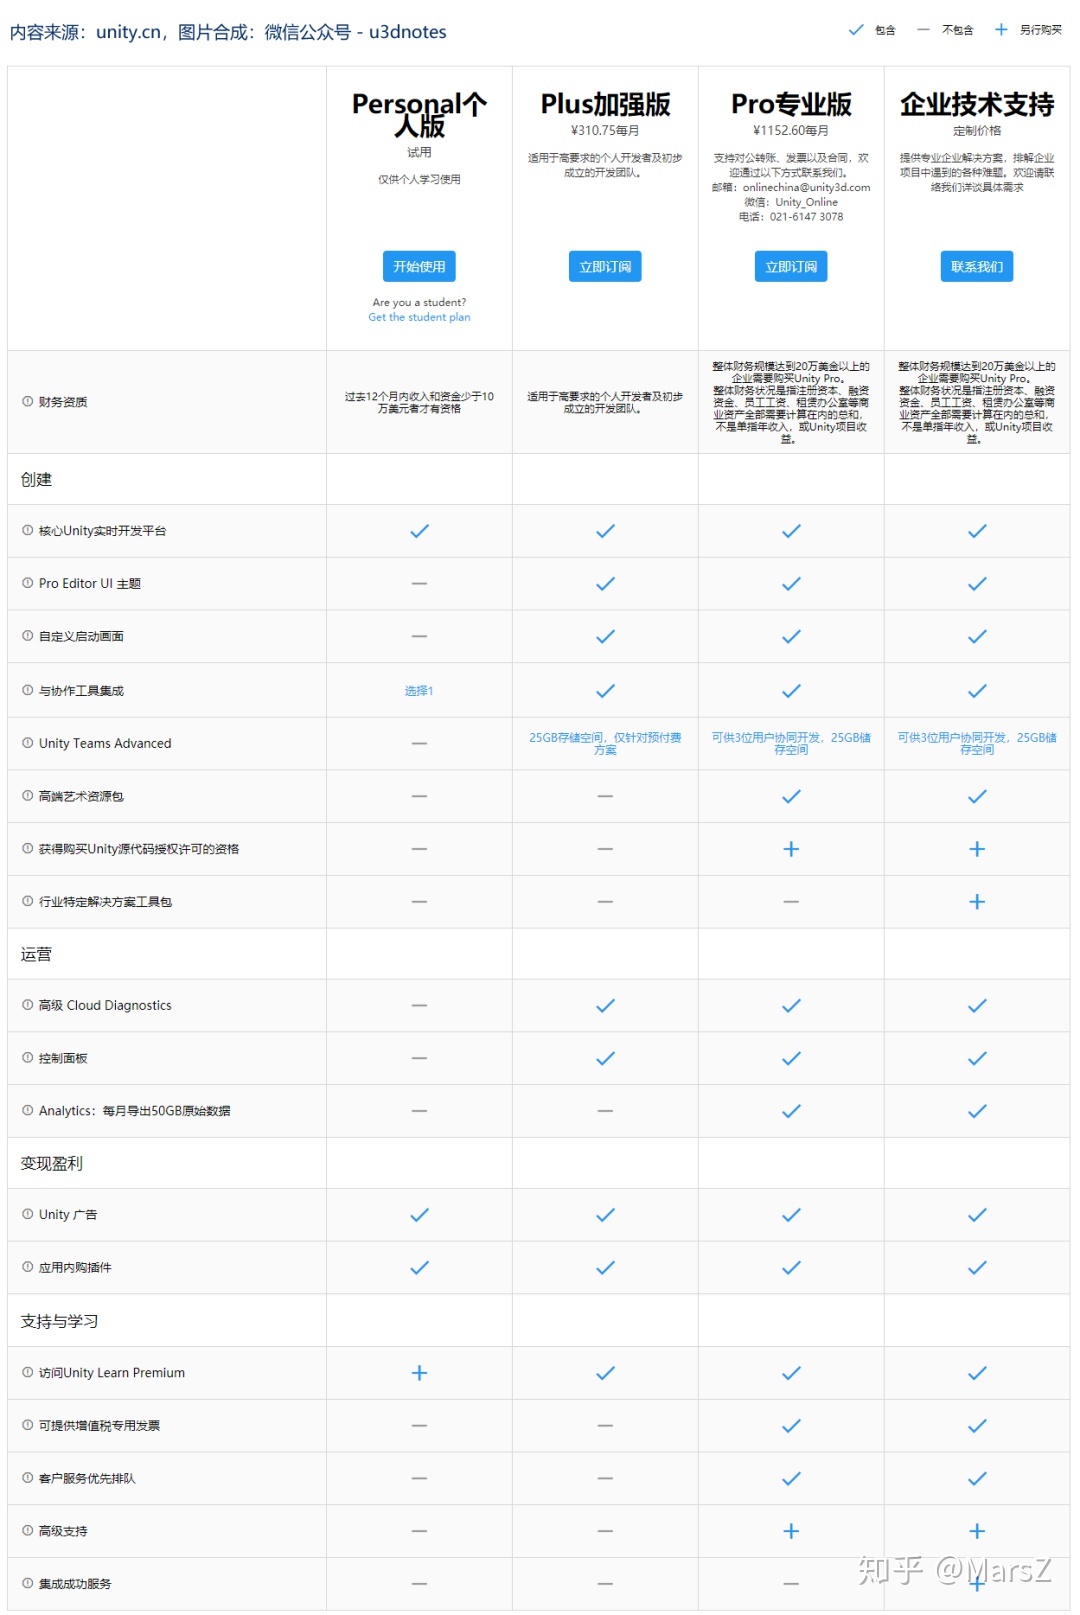 内容来源：unity.cn，图片合成：微信公众号 - u3dnotes
✓ 包含 — 不包含 + 另行购买
Personal个
人版
试用
仅供个人学习使用
开始使用
Are you a student?
Get the student plan
Plus加强版
¥310.75每月
适用于高要求的个人开发者及初步
成立的开发团队。
立即订阅
Pro专业版
¥1152.60每月
支持对公转账、发票以及合同，欢
迎通过以下方式联系我们。
邮箱：onlinechina@unity3d.com
微信：Unity_Online
电话：021-6147 3078
立即订阅
企业技术支持
定制价格
提供专业企业解决方案，排解企业
项目中遇到的各种难题。欢迎请联
络我们详谈具体需求
联系我们
财务资质
过去12个月内收入和资金少于10
万美元者才有资格
适用于高要求的个人开发者及初步
成立的开发团队。
整体财务规模达到20万美金以上的
企业需要购买Unity Pro。
整体财务状况是指注册资本、融资
资金、员工工资、租赁办公室等商
业资产全部需要计算在内的总和，
不是单指年收入，或Unity项目收
益。
整体财务规模达到20万美金以上的
企业需要购买Unity Pro。
整体财务状况是指注册资本、融资
资金、员工工资、租赁办公室等商
业资产全部需要计算在内的总和，
不是单指年收入，或Unity项目收
益。
创建
核心Unity实时开发平台 ✓ ✓ ✓ ✓
Pro Editor UI 主题 — ✓ ✓ ✓
自定义启动画面 — ✓ ✓ ✓
与协作工具集成 选择1 ✓ ✓ ✓
Unity Teams Advanced —
25GB存储空间，仅针对预付费
方案
可供3位用户协同开发，25GB储
存空间
可供3位用户协同开发，25GB储
存空间
高端艺术资源包 — — ✓ ✓
获得购买Unity源代码授权许可的资格 — — + +
行业特定解决方案工具包 — — — +
运营
高级 Cloud Diagnostics — ✓ ✓ ✓
控制面板 — ✓ ✓ ✓
Analytics：每月导出50GB原始数据 — — ✓ ✓
变现盈利
Unity 广告 ✓ ✓ ✓ ✓
应用内购插件 ✓ ✓ ✓ ✓
支持与学习
访问Unity Learn Premium + ✓ ✓ ✓
可提供增值税专用发票 — — ✓ ✓
客户服务优先排队 — — ✓ ✓
高级支持 — — + +
集成成功服务 — — — +
知乎 @MarsZ